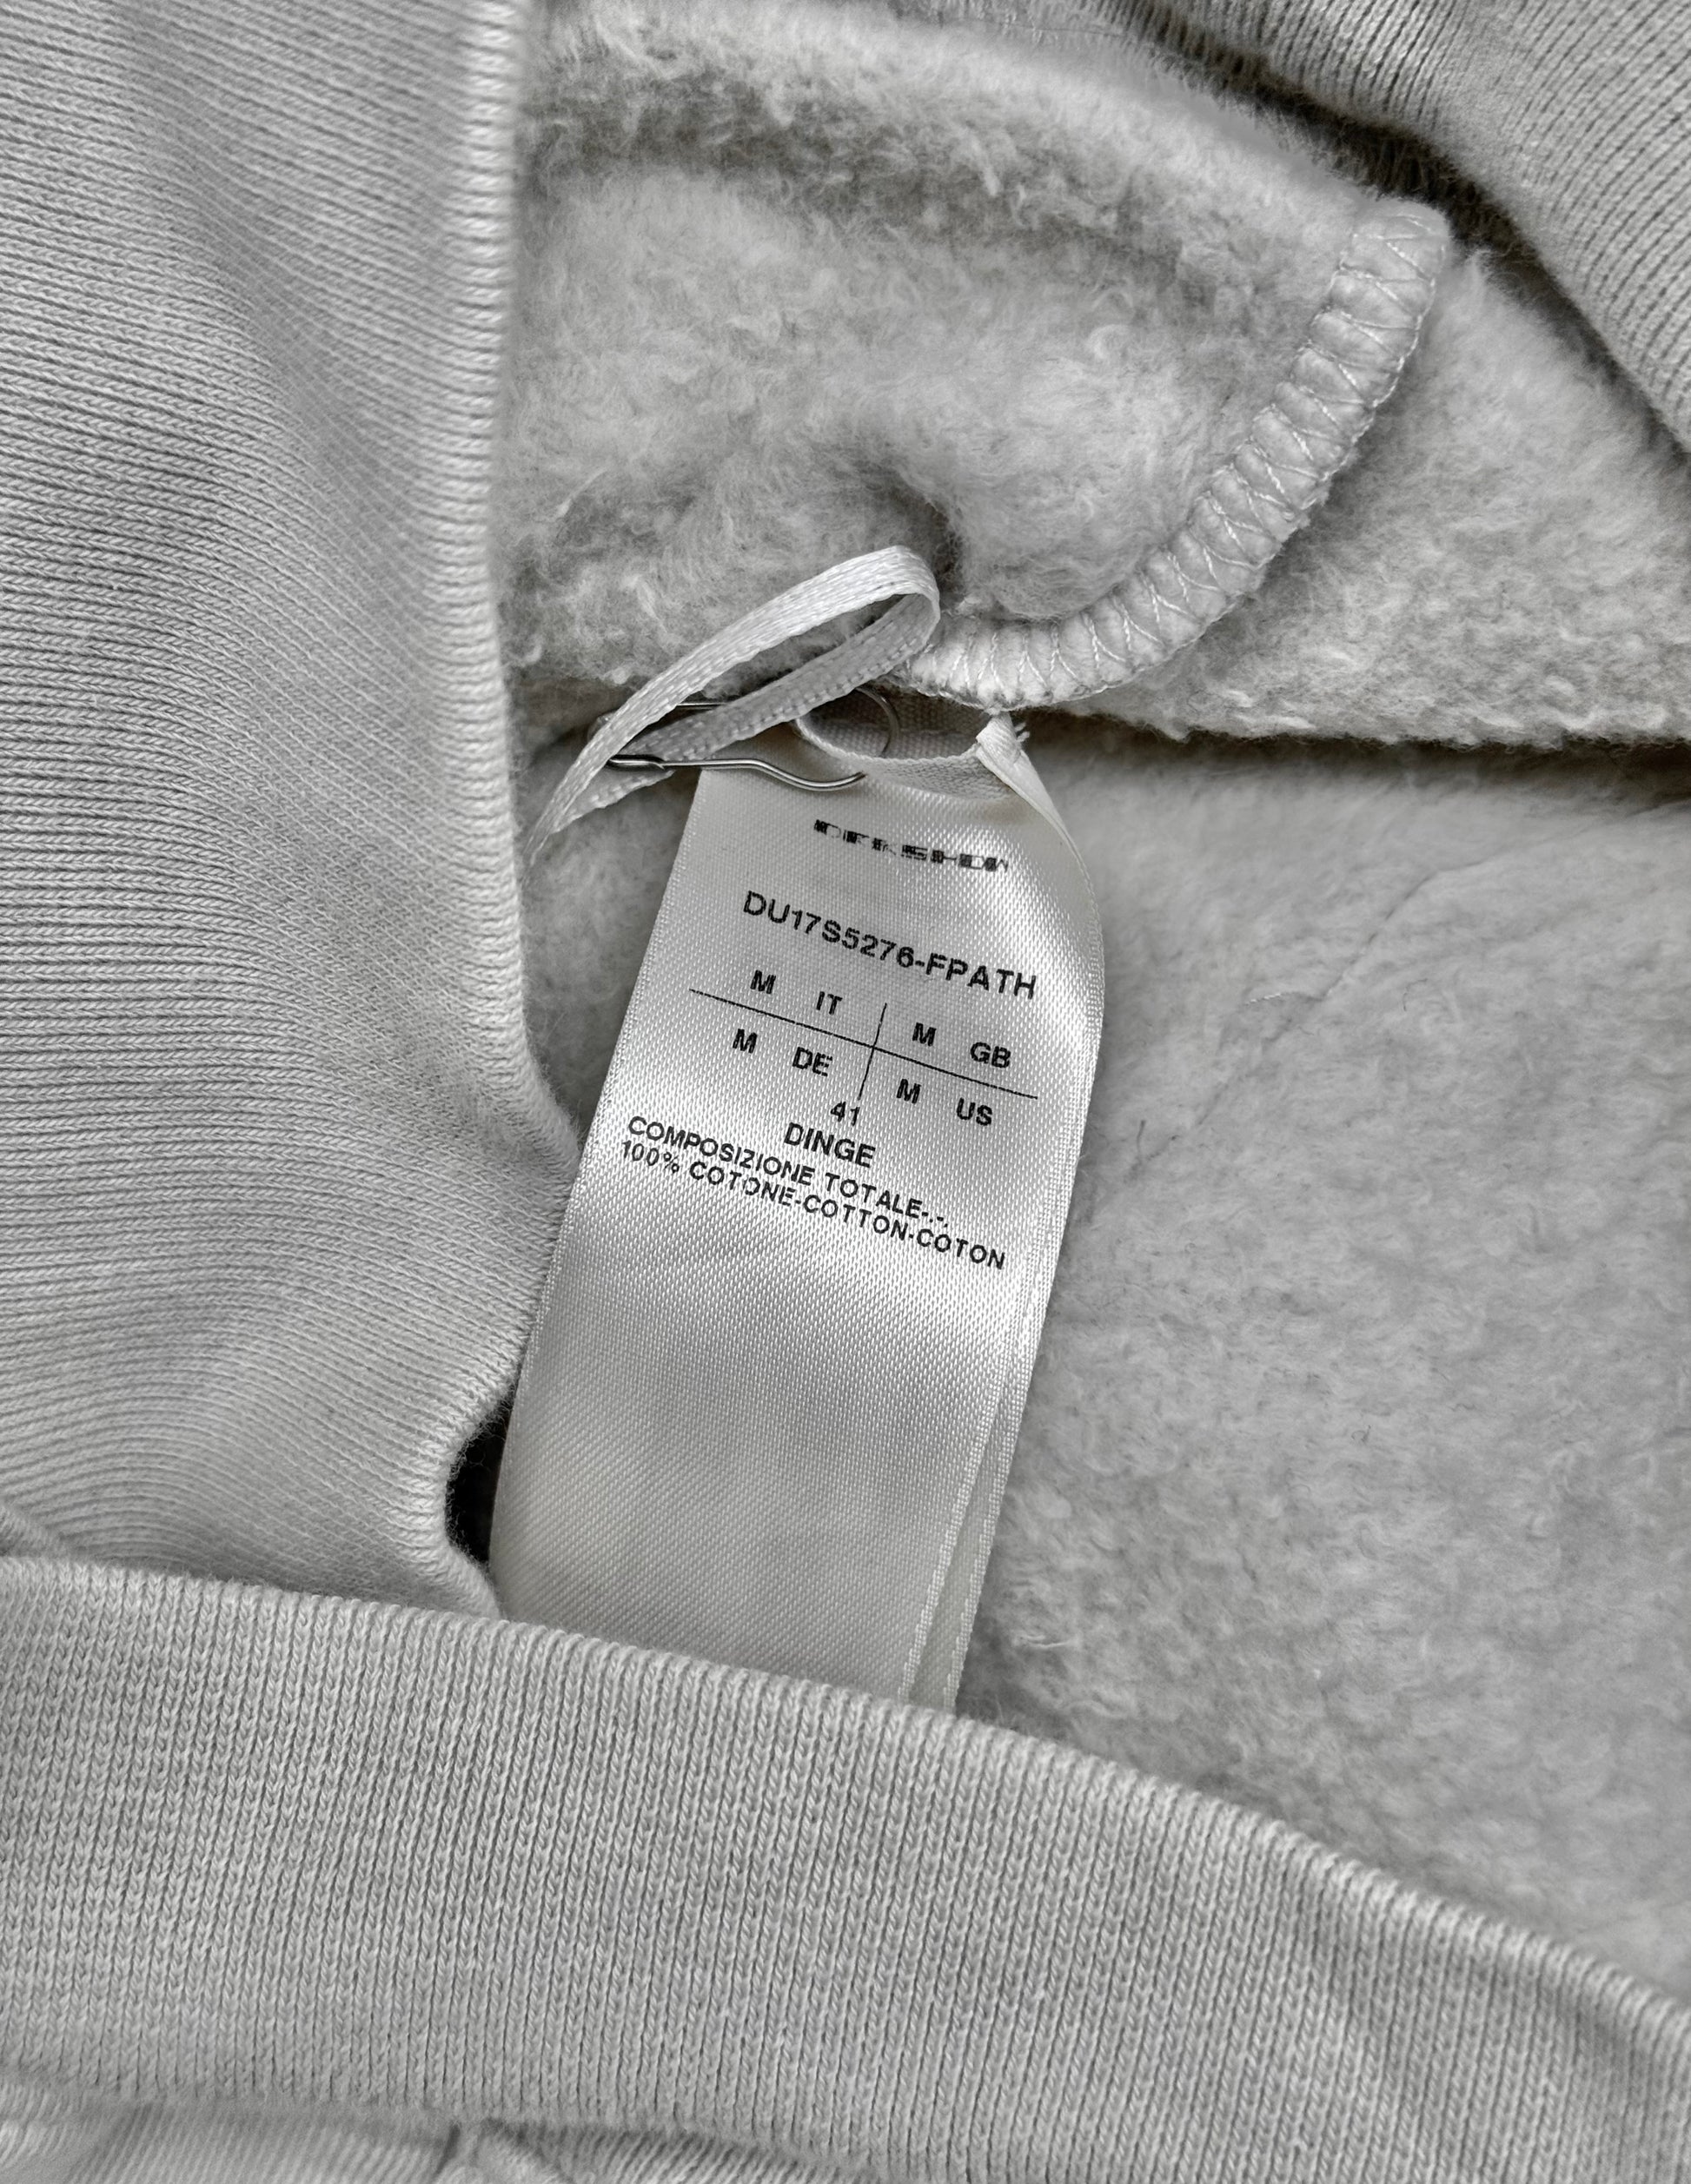 DU17S5276-FPATH
M IT M GB
M DE M US
41
DINGE
COMPOSIZIONE TOTALE-.-.
100% COTONE-COTTON-COTON